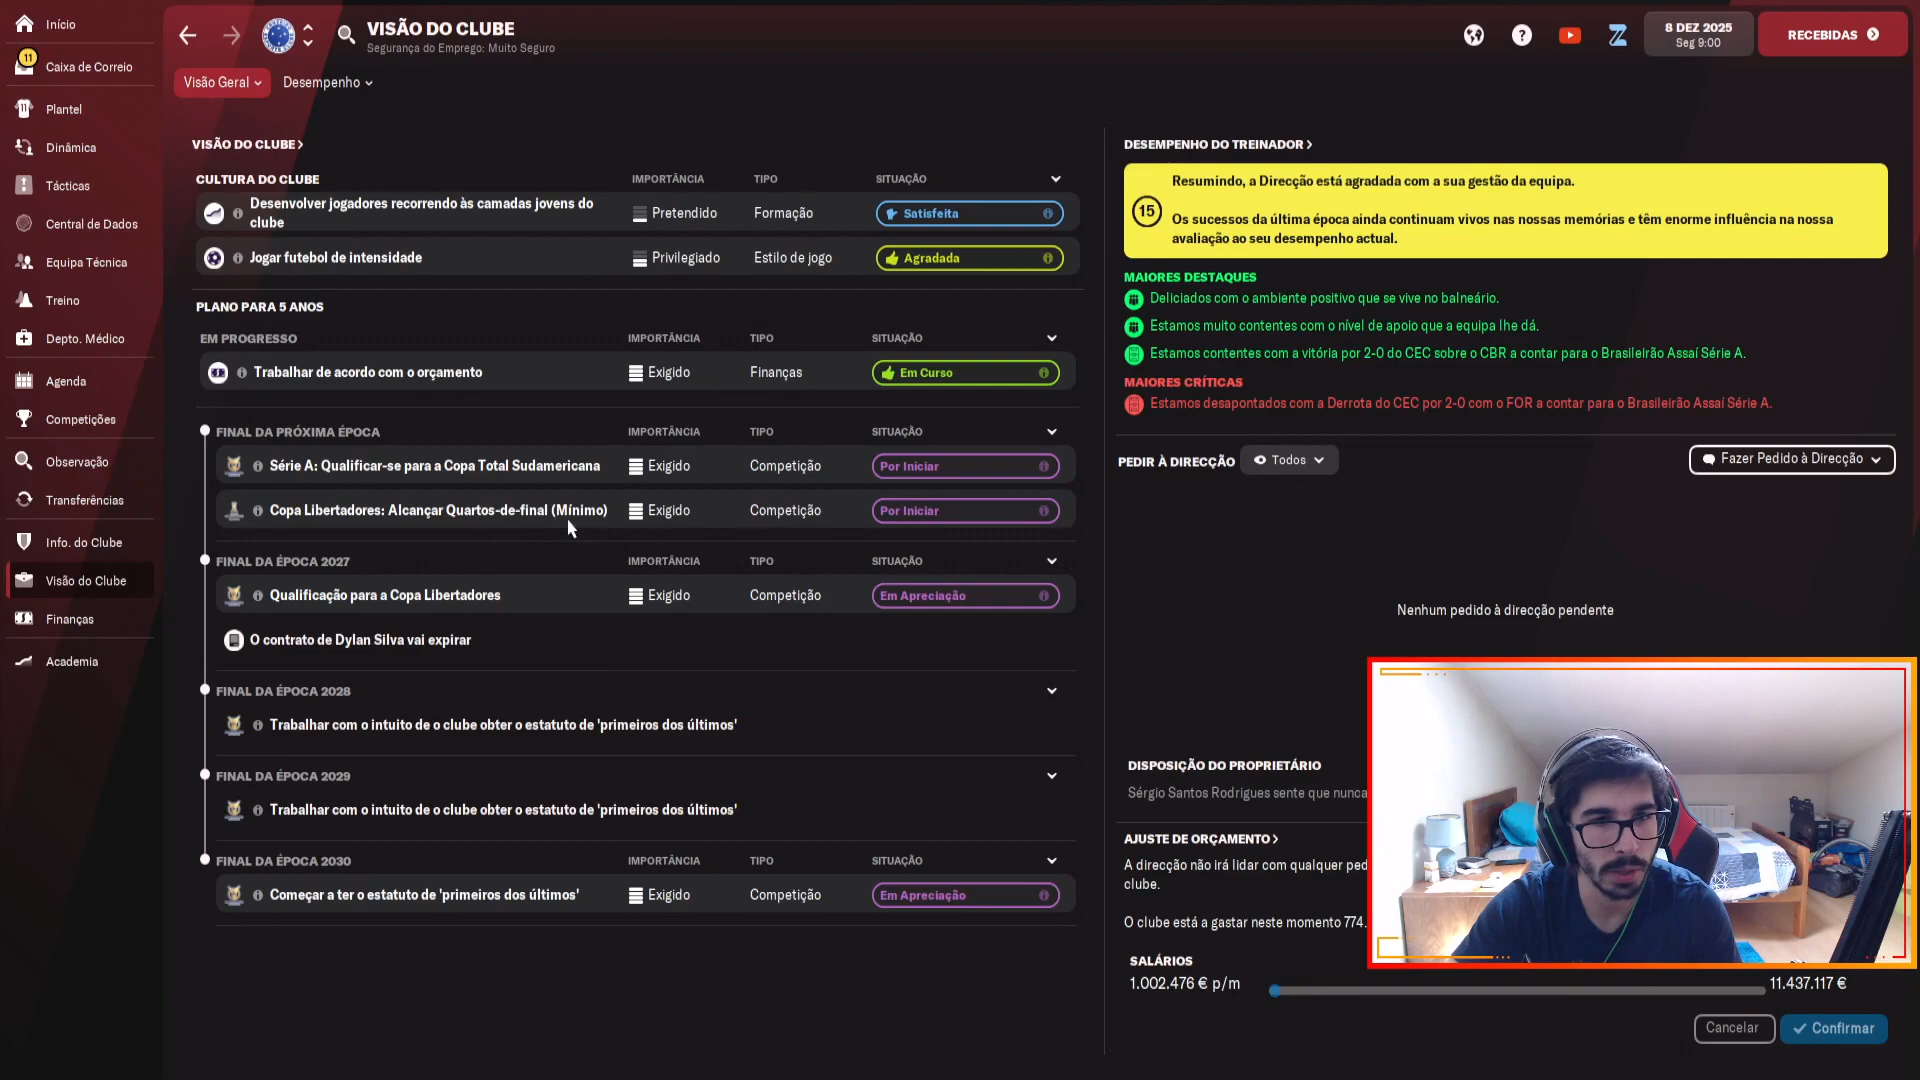 Início
11
Caixa de Correio
Plantel
Dinâmica
Tácticas
Central de Dados
Equipa Técnica
Treino
Depto. Médico
Agenda
Competições
Observação
Transferências
Info. do Clube
Visão do Clube
Finanças
Academia
VISÃO DO CLUBE
Segurança do Emprego: Muito Seguro
8 DEZ 2025
Seg 9:00
RECEBIDAS
Visão Geral
Desempenho
VISÃO DO CLUBE
CULTURA DO CLUBE IMPORTÂNCIA TIPO SITUAÇÃO
Desenvolver jogadores recorrendo às camadas jovens do clube Pretendido Formação Satisfeita
Jogar futebol de intensidade Privilegiado Estilo de jogo Agradada
PLANO PARA 5 ANOS
EM PROGRESSO IMPORTÂNCIA TIPO SITUAÇÃO
Trabalhar de acordo com o orçamento Exigido Finanças Em Curso
FINAL DA PRÓXIMA ÉPOCA IMPORTÂNCIA TIPO SITUAÇÃO
Série A: Qualificar-se para a Copa Total Sudamericana Exigido Competição Por Iniciar
Copa Libertadores: Alcançar Quartos-de-final (Mínimo) Exigido Competição Por Iniciar
FINAL DA ÉPOCA 2027 IMPORTÂNCIA TIPO SITUAÇÃO
Qualificação para a Copa Libertadores Exigido Competição Em Apreciação
O contrato de Dylan Silva vai expirar
FINAL DA ÉPOCA 2028
Trabalhar com o intuito de o clube obter o estatuto de 'primeiros dos últimos'
FINAL DA ÉPOCA 2029
Trabalhar com o intuito de o clube obter o estatuto de 'primeiros dos últimos'
FINAL DA ÉPOCA 2030 IMPORTÂNCIA TIPO SITUAÇÃO
Começar a ter o estatuto de 'primeiros dos últimos' Exigido Competição Em Apreciação
DESEMPENHO DO TREINADOR
15
Resumindo, a Direcção está agradada com a sua gestão da equipa.
Os sucessos da última época ainda continuam vivos nas nossas memórias e têm enorme influência na nossa
avaliação ao seu desempenho actual.
MAIORES DESTAQUES
Deliciados com o ambiente positivo que se vive no balneário.
Estamos muito contentes com o nível de apoio que a equipa lhe dá.
Estamos contentes com a vitória por 2-0 do CEC sobre o CBR a contar para o Brasileirão Assaí Série A.
MAIORES CRÍTICAS
Estamos desapontados com a Derrota do CEC por 2-0 com o FOR a contar para o Brasileirão Assaí Série A.
PEDIR À DIRECÇÃO Todos Fazer Pedido à Direcção
Nenhum pedido à direcção pendente
DISPOSIÇÃO DO PROPRIETÁRIO
Sérgio Santos Rodrigues sente que nunca
AJUSTE DE ORÇAMENTO
A direcção não irá lidar com qualquer ped
clube.
O clube está a gastar neste momento 774.
SALÁRIOS
1.002.476 € p/m
11.437.117 €
Cancelar
Confirmar